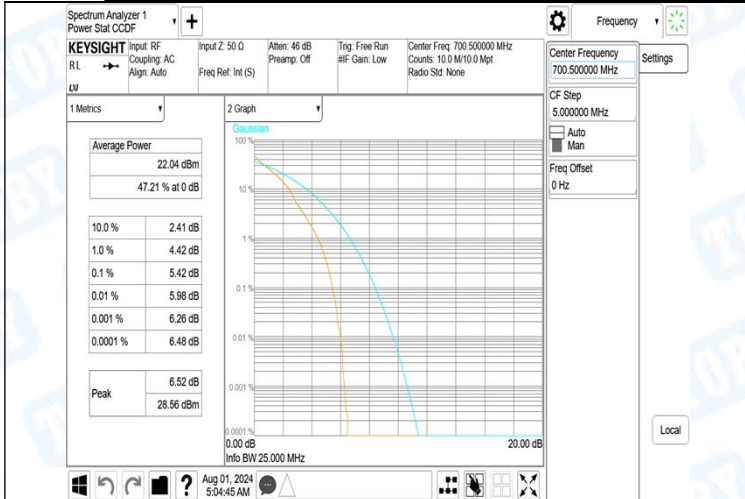 Spectrum Analyzer 1
Power Stat CCDF
Frequency
KEYSIGHT
RL
Input: RF
Coupling: AC
Align: Auto
Input Z: 50 Ω
Freq Ref: Int (S)
Atten: 46 dB
Preamp: Off
Trig: Free Run
#IF Gain: Low
Center Freq: 700.500000 MHz
Counts: 10.0 M/10.0 Mpt
Radio Std: None
Center Frequency
700.500000 MHz
Settings
CF Step
5.000000 MHz
Auto
Man
Freq Offset
0 Hz
1 Metrics
2 Graph
Average Power
22.04 dBm
47.21 % at 0 dB
10.0 % 2.41 dB
1.0 % 4.42 dB
0.1 % 5.42 dB
0.01 % 5.98 dB
0.001 % 6.26 dB
0.0001 % 6.48 dB
Peak 6.52 dB
28.56 dBm
Gaussian
100 %
10 %
1 %
0.1 %
0.01 %
0.001 %
0.0001 %
0.00 dB 20.00 dB
Info BW 25.000 MHz
Local
?
Aug 01, 2024
5:04:45 AM